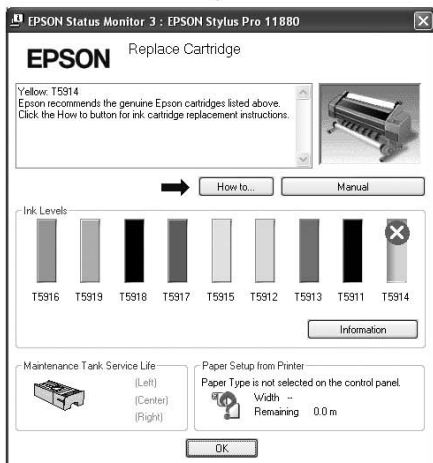 EPSON Status Monitor 3 : EPSON Stylus Pro 11880
EPSON
Replace Cartridge
Yellow: T5914
Epson recommends the genuine Epson cartridges listed above.
Click the How to button for ink cartridge replacement instructions.
How to...
Manual
Ink Levels
T5916 T5919 T5918 T5917 T5915 T5912 T5913 T5911 T5914
Information
Maintenance Tank Service Life
(Left)
(Center)
(Right)
Paper Setup from Printer
Paper Type is not selected on the control panel.
Width --
Remaining 0.0 m
OK